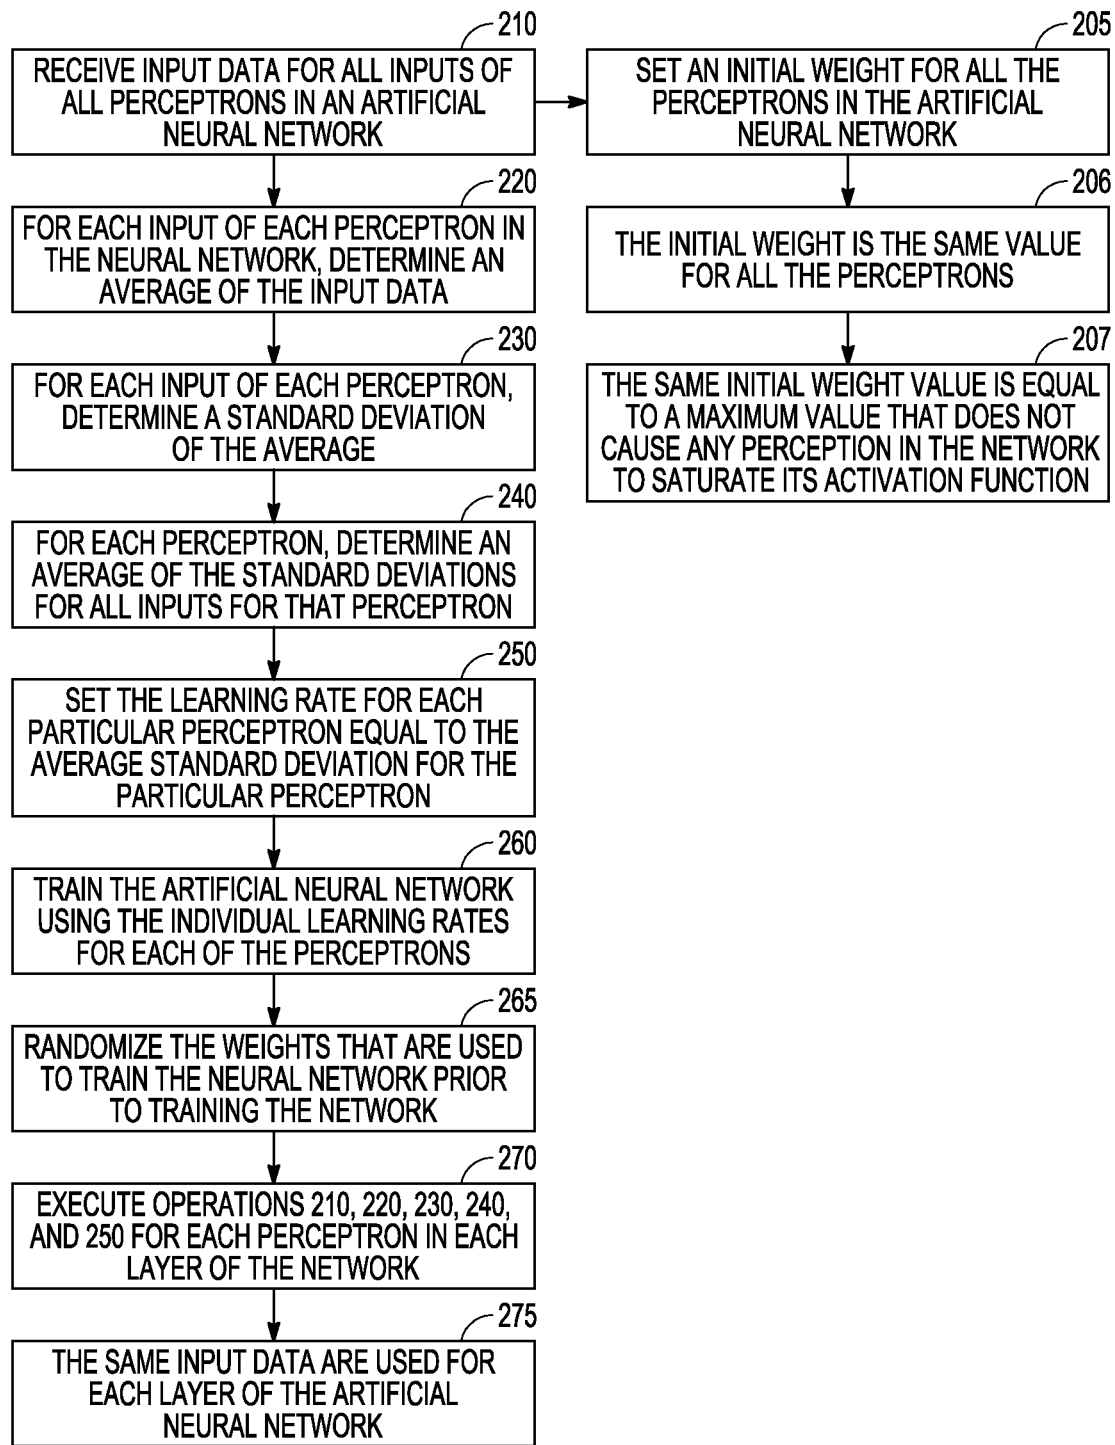 210
RECEIVE INPUT DATA FOR ALL INPUTS OF
ALL PERCEPTRONS IN AN ARTIFICIAL
NEURAL NETWORK
220
FOR EACH INPUT OF EACH PERCEPTRON IN
THE NEURAL NETWORK, DETERMINE AN
AVERAGE OF THE INPUT DATA
230
FOR EACH INPUT OF EACH PERCEPTRON,
DETERMINE A STANDARD DEVIATION
OF THE AVERAGE
240
FOR EACH PERCEPTRON, DETERMINE AN
AVERAGE OF THE STANDARD DEVIATIONS
FOR ALL INPUTS FOR THAT PERCEPTRON
250
SET THE LEARNING RATE FOR EACH
PARTICULAR PERCEPTRON EQUAL TO THE
AVERAGE STANDARD DEVIATION FOR THE
PARTICULAR PERCEPTRON
260
TRAIN THE ARTIFICIAL NEURAL NETWORK
USING THE INDIVIDUAL LEARNING RATES
FOR EACH OF THE PERCEPTRONS
265
RANDOMIZE THE WEIGHTS THAT ARE USED
TO TRAIN THE NEURAL NETWORK PRIOR
TO TRAINING THE NETWORK
270
EXECUTE OPERATIONS 210, 220, 230, 240,
AND 250 FOR EACH PERCEPTRON IN EACH
LAYER OF THE NETWORK
275
THE SAME INPUT DATA ARE USED FOR
EACH LAYER OF THE ARTIFICIAL
NEURAL NETWORK
205
SET AN INITIAL WEIGHT FOR ALL THE
PERCEPTRONS IN THE ARTIFICIAL
NEURAL NETWORK
206
THE INITIAL WEIGHT IS THE SAME VALUE
FOR ALL THE PERCEPTRONS
207
THE SAME INITIAL WEIGHT VALUE IS EQUAL
TO A MAXIMUM VALUE THAT DOES NOT
CAUSE ANY PERCEPTION IN THE NETWORK
TO SATURATE ITS ACTIVATION FUNCTION